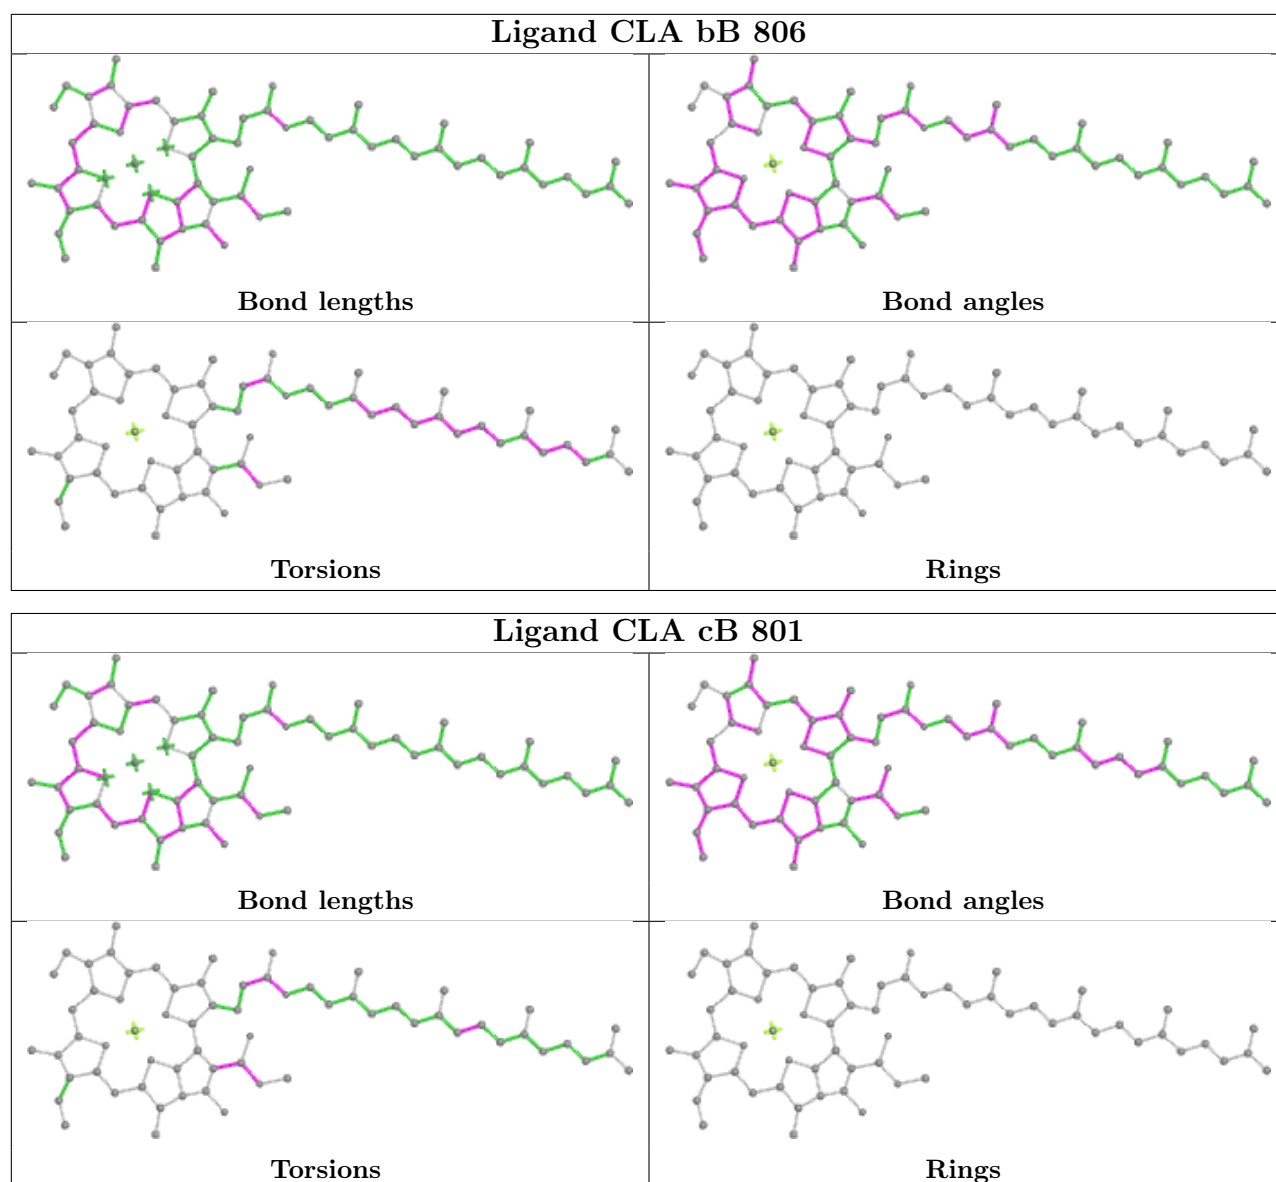 Ligand CLA bB 806
Bond lengths
Bond angles
Torsions
Rings
Ligand CLA cB 801
Bond lengths
Bond angles
Torsions
Rings